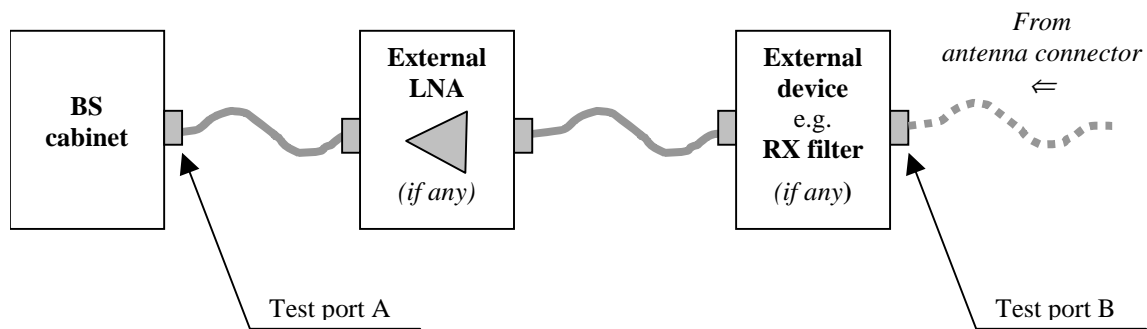 BS
cabinet
External
LNA
(if any)
External
device
e.g.
RX filter
(if any)
From
antenna connector
⇐
Test port A
Test port B